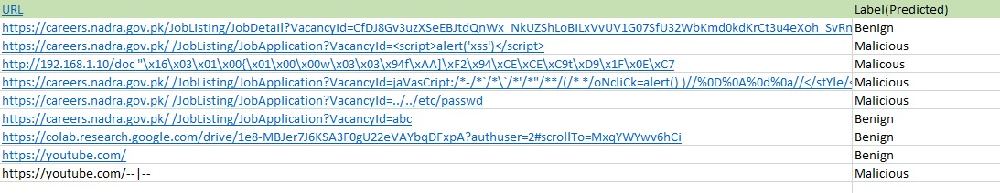 URL Label(Predicted)
https://careers.nadra.gov.pk/JobListing/JobDetail?VacancyId=CfDJ8Gv3uzXSeEBJtdQnWx_NkUZShLoBILxVvUV1G07SfU32WbKmd0kdKrCt3u4eXoh_SvRn Benign
https://careers.nadra.gov.pk/ /JobListing/JobApplication?VacancyId=<script>alert('xss')</script> Malicious
http://192.168.1.10/doc "\x16\x03\x01\x00{\x01\x00\x00w\x03\x03\x94f\xAA]\xF2\x94\xCE\xCE\xC9t\xD9\x1F\x0E\xC7 Malicous
https://careers.nadra.gov.pk/ /JobListing/JobApplication?VacancyId=jaVasCript:/*-/*`/*\`/*'/*"/**/(/* */oNcliCk=alert() )//%0D%0A%0d%0a//</stYle/< Malicious
https://careers.nadra.gov.pk/ /JobListing/JobApplication?VacancyId=../../etc/passwd Malicious
https://careers.nadra.gov.pk/ /JobListing/JobApplication?VacancyId=abc Benign
https://colab.research.google.com/drive/1e8-MBJer7J6KSA3F0gU22eVAYbqDFxpA?authuser=2#scrollTo=MxqYWYwv6hCi Benign
https://youtube.com/ Benign
https://youtube.com/--|-- Malicious